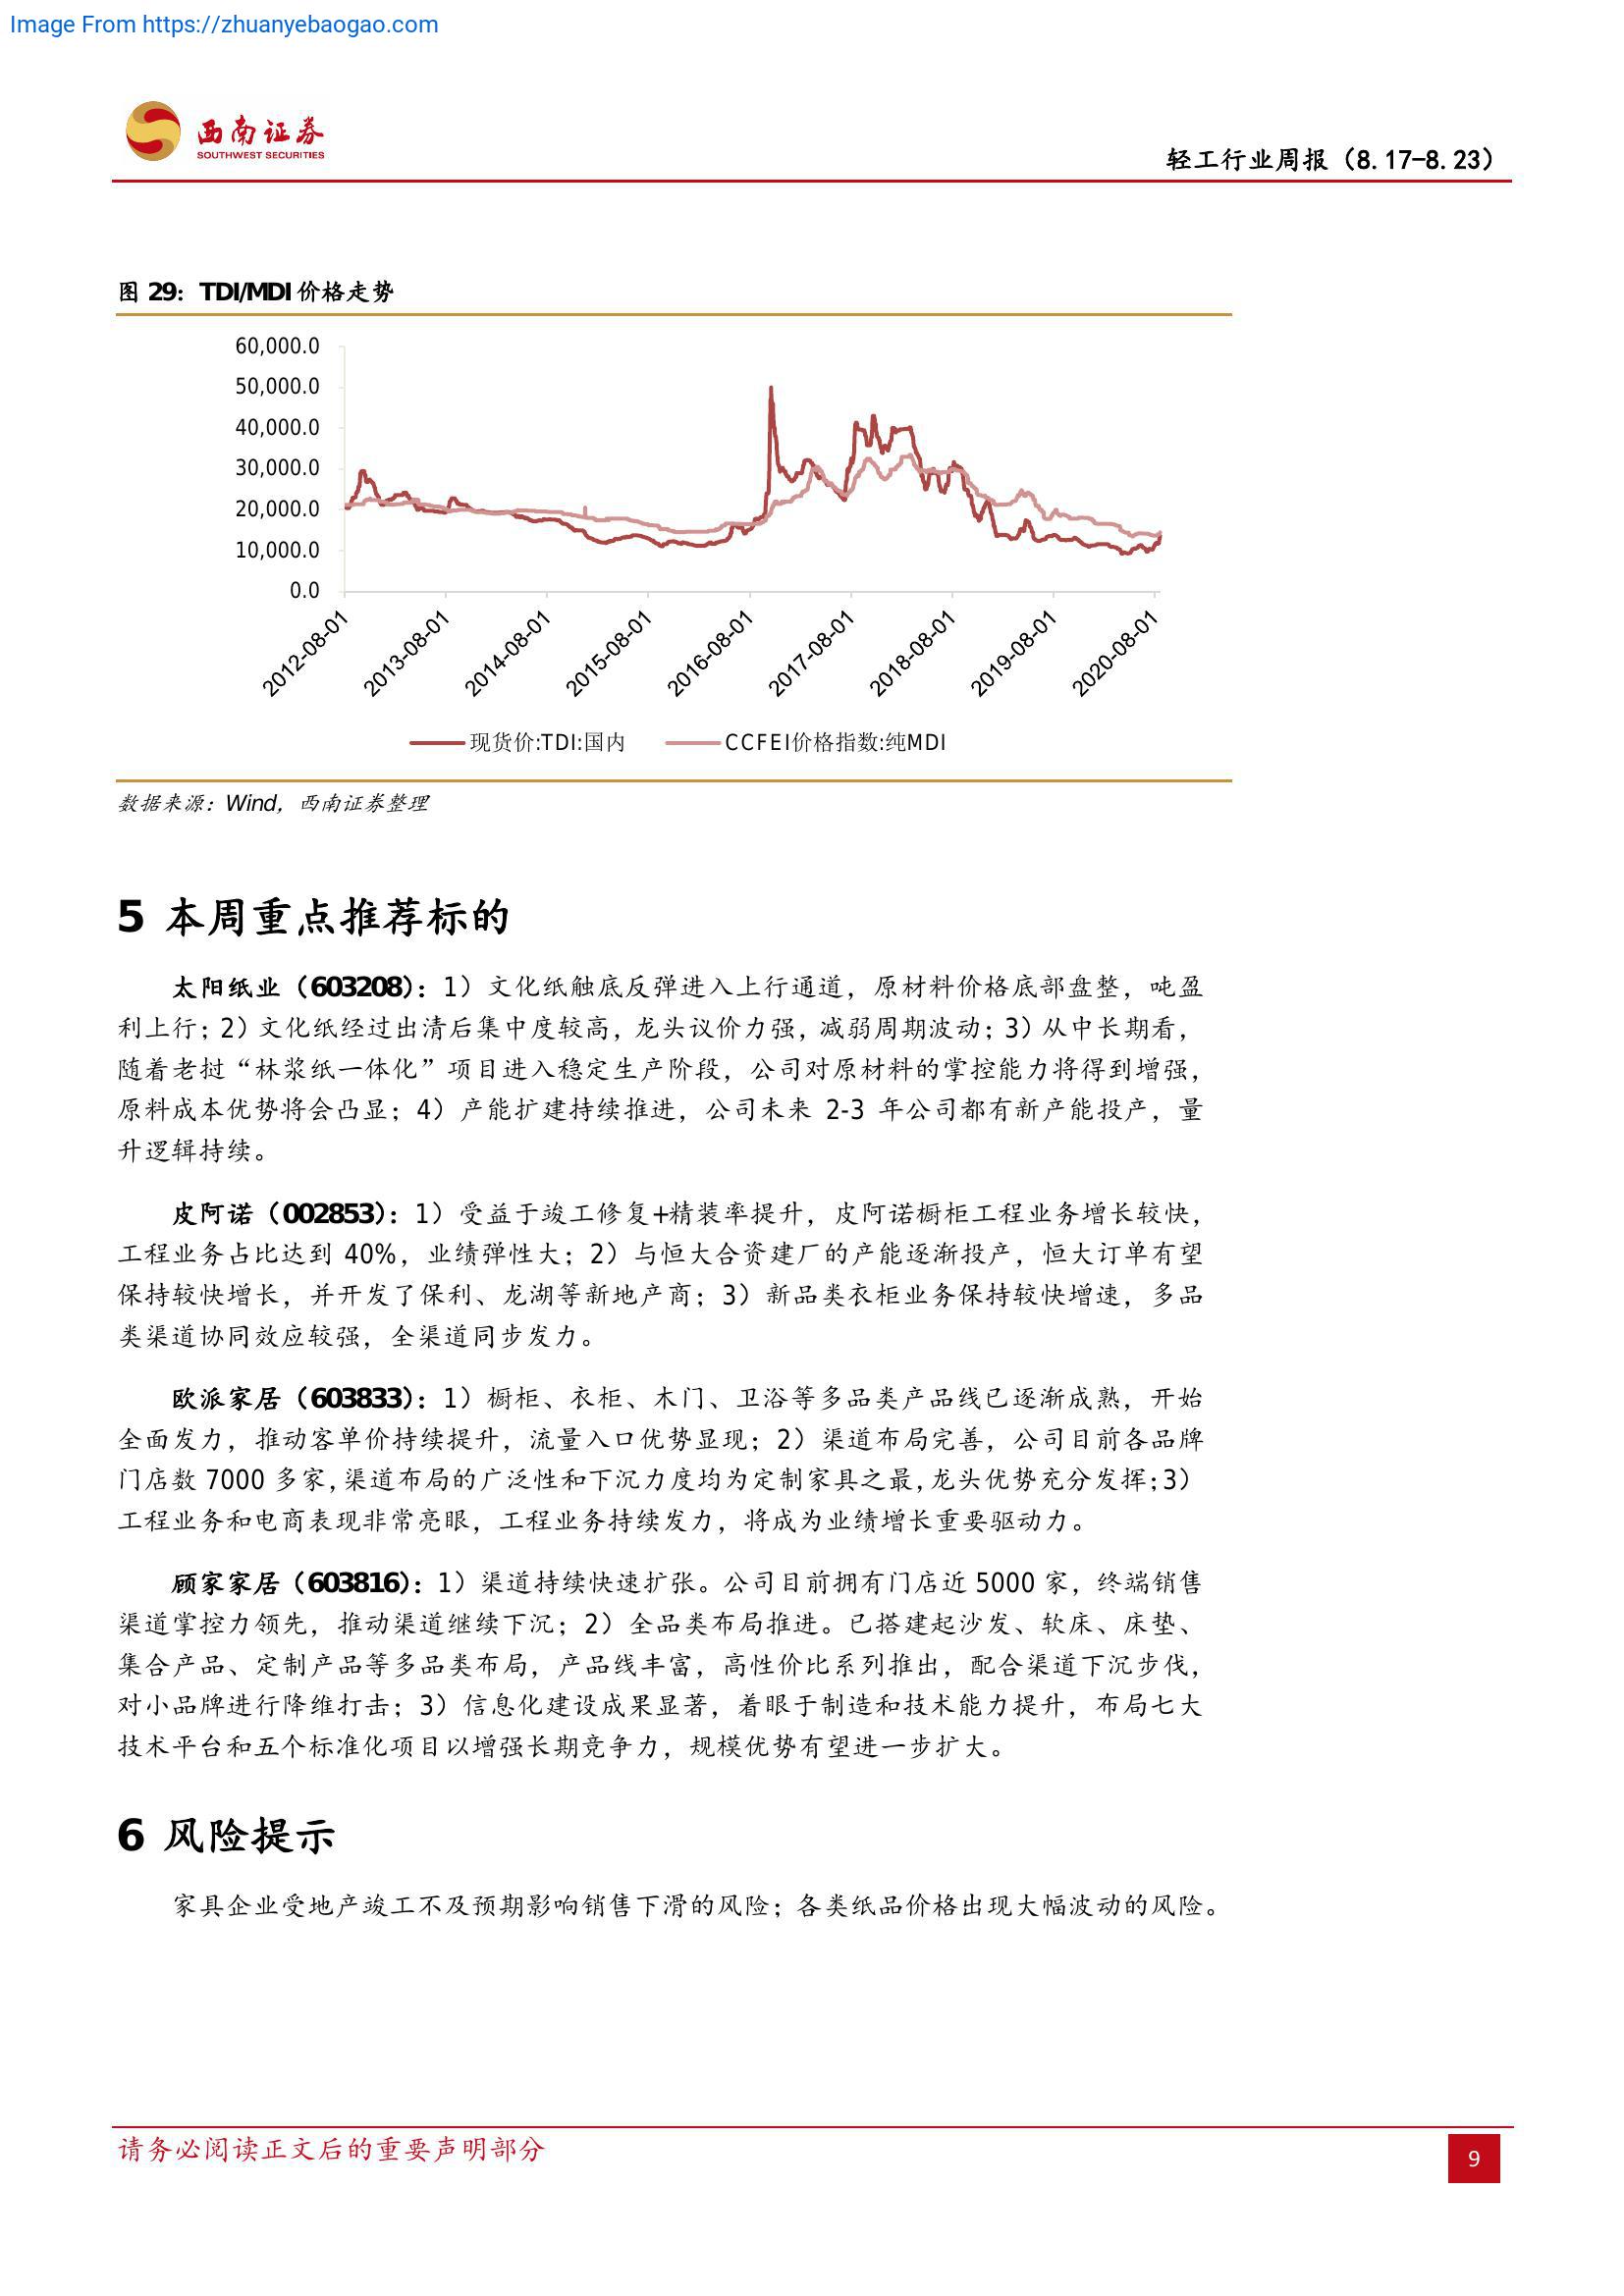 Image From https://zhuanyebaogao.com
西南证券
SOUTHWEST SECURITIES
轻工行业周报（8.17-8.23）
图 29：TDI/MDI 价格走势
60,000.0
50,000.0
40,000.0
30,000.0
20,000.0
10,000.0
0.0
2012-08-01
2013-08-01
2014-08-01
2015-08-01
2016-08-01
2017-08-01
2018-08-01
2019-08-01
2020-08-01
现货价:TDI:国内
CCFEI价格指数:纯MDI
数据来源：Wind，西南证券整理
5 本周重点推荐标的
太阳纸业（603208）：1）文化纸触底反弹进入上行通道，原材料价格底部盘整，吨盈
利上行；2）文化纸经过出清后集中度较高，龙头议价力强，减弱周期波动；3）从中长期看，
随着老挝“林浆纸一体化”项目进入稳定生产阶段，公司对原材料的掌控能力将得到增强，
原料成本优势将会凸显；4）产能扩建持续推进，公司未来 2-3 年公司都有新产能投产，量
升逻辑持续。
皮阿诺（002853）：1）受益于竣工修复+精装率提升，皮阿诺橱柜工程业务增长较快，
工程业务占比达到 40%，业绩弹性大；2）与恒大合资建厂的产能逐渐投产，恒大订单有望
保持较快增长，并开发了保利、龙湖等新地产商；3）新品类衣柜业务保持较快增速，多品
类渠道协同效应较强，全渠道同步发力。
欧派家居（603833）：1）橱柜、衣柜、木门、卫浴等多品类产品线已逐渐成熟，开始
全面发力，推动客单价持续提升，流量入口优势显现；2）渠道布局完善，公司目前各品牌
门店数 7000 多家，渠道布局的广泛性和下沉力度均为定制家具之最，龙头优势充分发挥；3）
工程业务和电商表现非常亮眼，工程业务持续发力，将成为业绩增长重要驱动力。
顾家家居（603816）：1）渠道持续快速扩张。公司目前拥有门店近 5000 家，终端销售
渠道掌控力领先，推动渠道继续下沉；2）全品类布局推进。已搭建起沙发、软床、床垫、
集合产品、定制产品等多品类布局，产品线丰富，高性价比系列推出，配合渠道下沉步伐，
对小品牌进行降维打击；3）信息化建设成果显著，着眼于制造和技术能力提升，布局七大
技术平台和五个标准化项目以增强长期竞争力，规模优势有望进一步扩大。
6 风险提示
家具企业受地产竣工不及预期影响销售下滑的风险；各类纸品价格出现大幅波动的风险。
请务必阅读正文后的重要声明部分
9